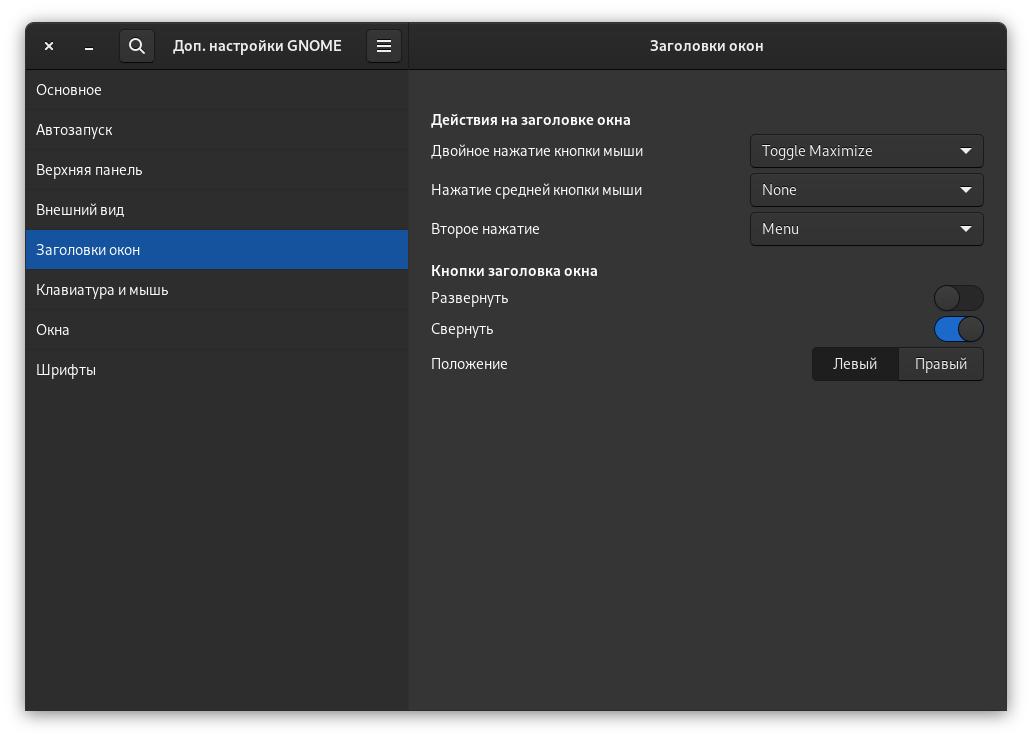 Доп. настройки GNOME
Заголовки окон
Основное
Автозапуск
Верхняя панель
Внешний вид
Заголовки окон
Клавиатура и мышь
Окна
Шрифты
Действия на заголовке окна
Двойное нажатие кнопки мыши Toggle Maximize
Нажатие средней кнопки мыши None
Второе нажатие Menu
Кнопки заголовка окна
Развернуть
Свернуть
Положение Левый Правый